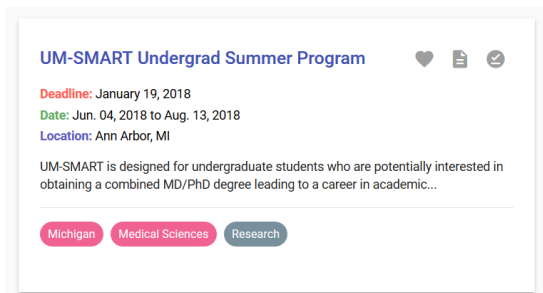 UM-SMART Undergrad Summer Program
Deadline: January 19, 2018
Date: Jun. 04, 2018 to Aug. 13, 2018
Location: Ann Arbor, MI
UM-SMART is designed for undergraduate students who are potentially interested in
obtaining a combined MD/PhD degree leading to a career in academic...
Michigan Medical Sciences Research